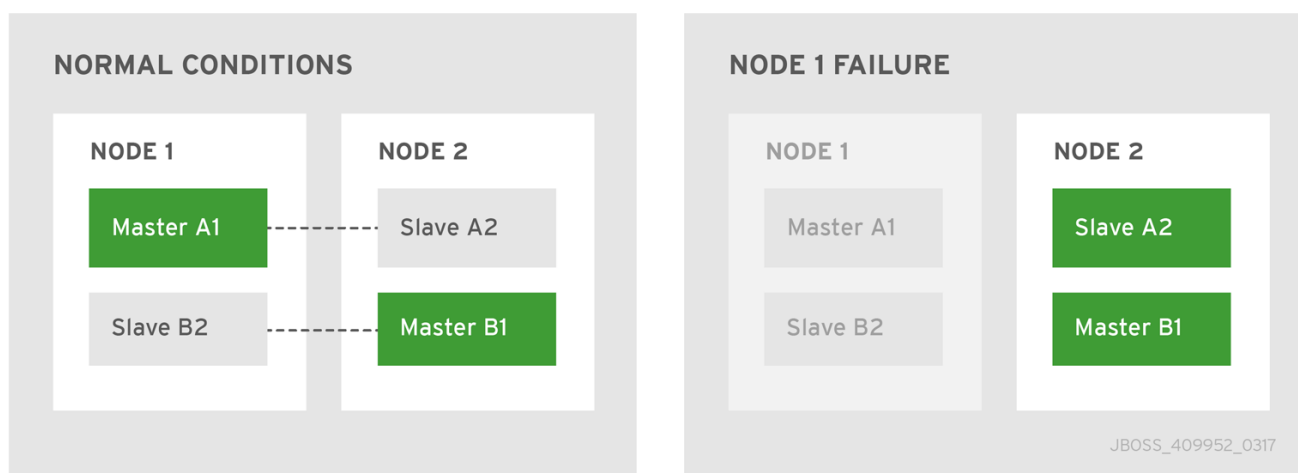 NORMAL CONDITIONS
NODE 1
Master A1
Slave B2
NODE 2
Slave A2
Master B1
NODE 1 FAILURE
NODE 1
Master A1
Slave B2
NODE 2
Slave A2
Master B1
JBOSS_409952_0317